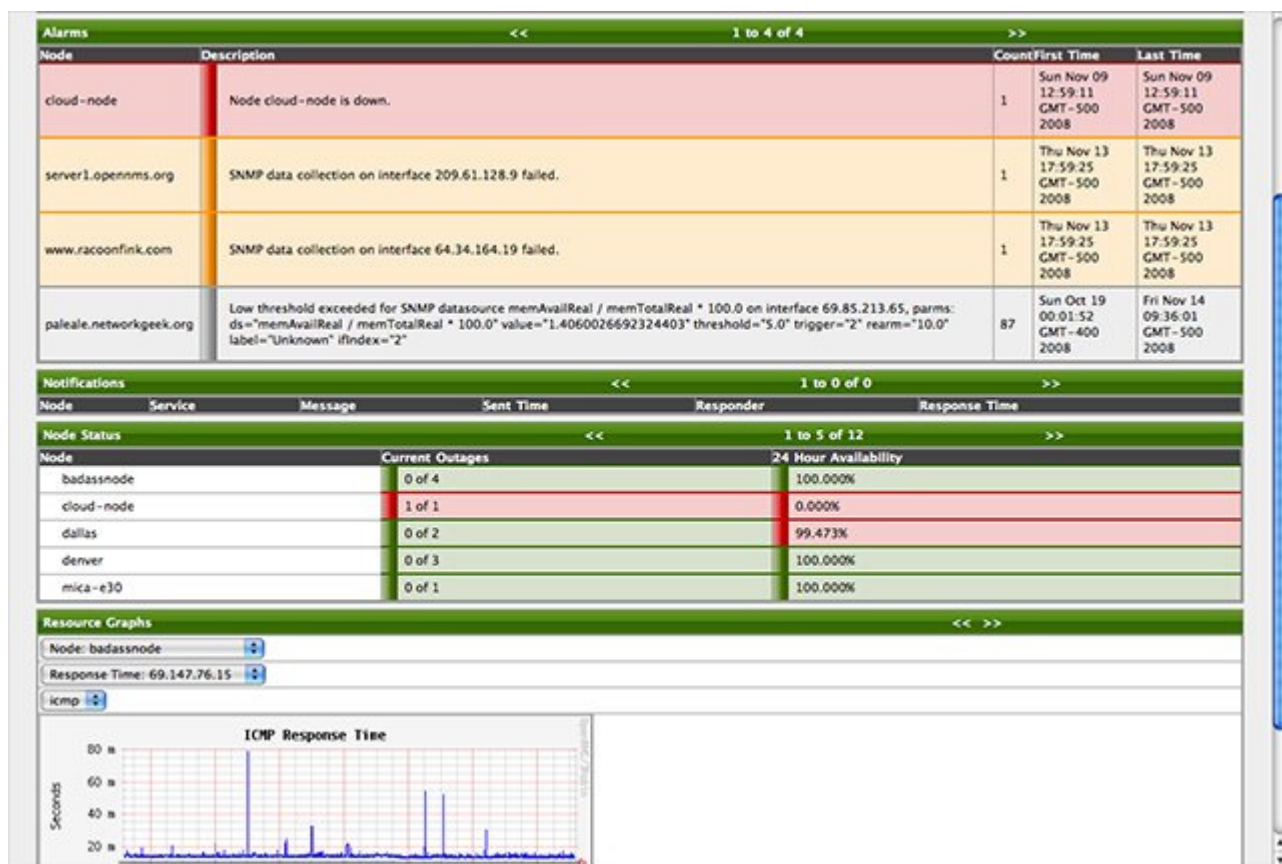 Alarms << 1 to 4 of 4 >>
Node Description Count First Time Last Time
cloud-node Node cloud-node is down. 1 Sun Nov 09 12:59:11 GMT-500 2008 Sun Nov 09 12:59:11 GMT-500 2008
server1.opennms.org SNMP data collection on interface 209.61.128.9 failed. 1 Thu Nov 13 17:59:25 GMT-500 2008 Thu Nov 13 17:59:25 GMT-500 2008
www.racoonfink.com SNMP data collection on interface 64.34.164.19 failed. 1 Thu Nov 13 17:59:25 GMT-500 2008 Thu Nov 13 17:59:25 GMT-500 2008
paleale.networkgeek.org Low threshold exceeded for SNMP datasource memAvailReal / memTotalReal * 100.0 on interface 69.85.213.65, parms:
ds="memAvailReal / memTotalReal * 100.0" value="1.4060026692324403" threshold="5.0" trigger="2" rearm="10.0"
label="Unknown" ifIndex="2"
87 Sun Oct 19 00:01:52 GMT-400 2008 Fri Nov 14 09:36:01 GMT-500 2008
Notifications << 1 to 0 of 0 >>
Node Service Message Sent Time Responder Response Time
Node Status << 1 to 5 of 12 >>
Node Current Outages 24 Hour Availability
badassnode 0 of 4 100.000%
cloud-node 1 of 1 0.000%
dallas 0 of 2 99.473%
denver 0 of 3 100.000%
mica-e30 0 of 1 100.000%
Resource Graphs << >>
Node: badassnode
Response Time: 69.147.76.15
icmp
ICMP Response Time
80 m
60 m
40 m
20 m
Seconds